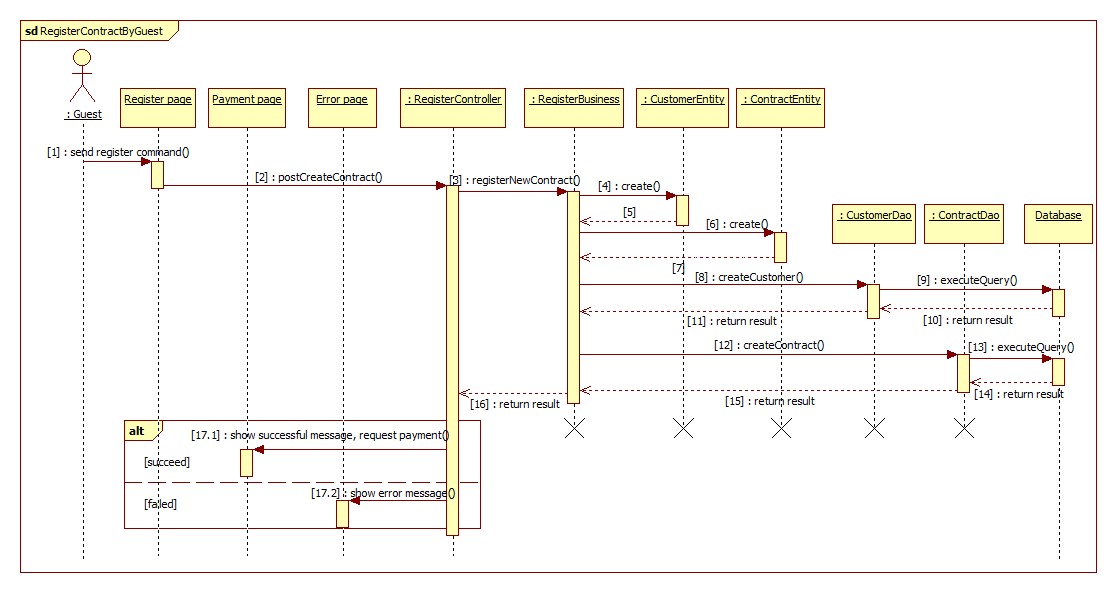 sd RegisterContractByGuest
: Guest
Register page
Payment page
Error page
: RegisterController
: RegisterBusiness
: CustomerEntity
: ContractEntity
[1] : send register command()
[2] : postCreateContract()
[3] : registerNewContract()
[4] : create()
[5]
: CustomerDao
: ContractDao
Database
[6] : create()
[7]
[8] : createCustomer()
[9] : executeQuery()
[10] : return result
[11] : return result
[12] : createContract()
[13] : executeQuery()
[14] : return result
[15] : return result
[16] : return result
alt
[17.1] : show successful message, request payment()
[succeed]
[17.2] : show error message()
[failed]